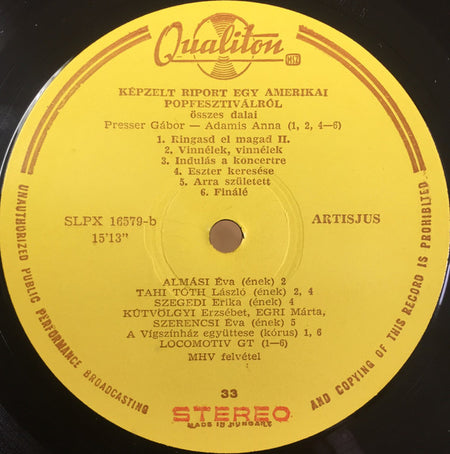 Qualiton
KÉPZELT RIPORT EGY AMERIKAI
POPFESZTIVÁLRÓL
összes dalai
Presser Gábor — Adamis Anna (1, 2, 4—6)
1. Ringasd el magad II.
2. Vinnélek, vinnélek
3. Indulás a koncertre
4. Eszter keresése
5. Arra született
6. Finálé
SLPX 16579-b
15'13"
ARTISJUS
ALMÁSI Éva (ének) 2
TAHI TÓTH László (ének) 2, 4
SZEGEDI Erika (ének) 4
KÚTVÖLGYI Erzsébet, EGRI Márta,
SZERENCSI Éva (ének) 5
A Vígszínház együttese (kórus) 1, 6
LOCOMOTIV GT (1—6)
MHV felvétel
33
STEREO
MADE IN HUNGARY
UNAUTHORIZED PUBLIC PERFORMANCE BROADCASTING
AND COPYING OF THIS RECORD IS PROHIBITED